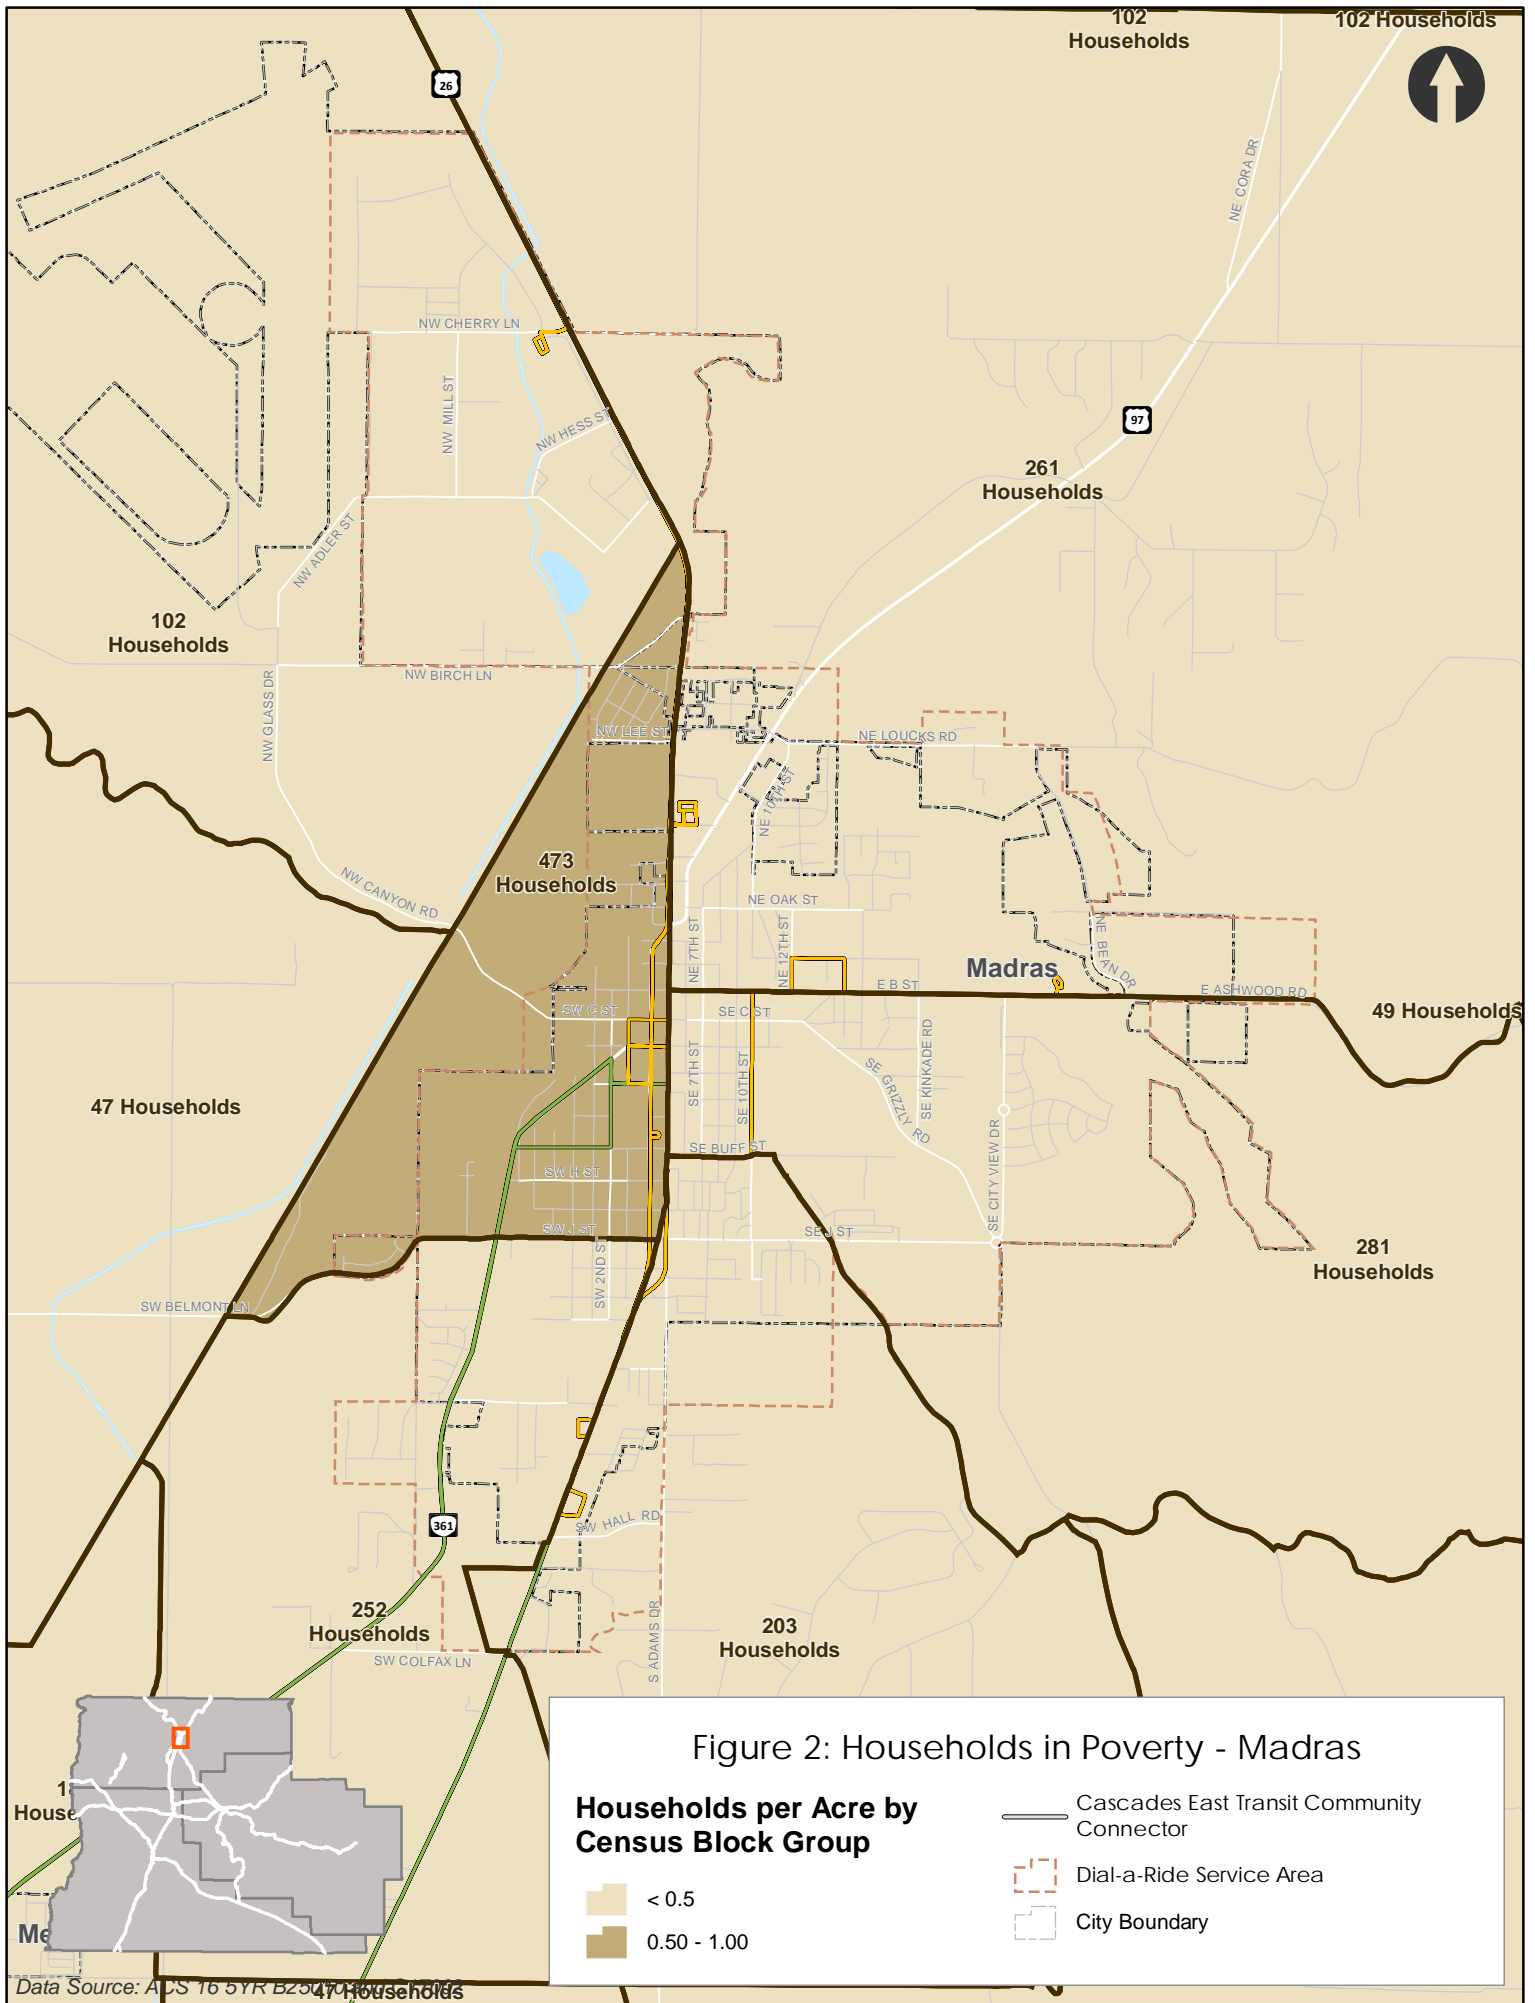 102
Households
102 Households
26
NE CORA DR
NW CHERRY LN
NW MILL ST
NW HESS ST
97
261
Households
NW ADLER ST
102
Households
NW BIRCH LN
NW GLASS DR
NW LEE ST
NE LOUCKS RD
NE 10TH ST
473
Households
NW CANYON RD
NE OAK ST
NE 7TH ST
NE 12TH ST
NE BEAN DR
Madras
E B ST
E ASHWOOD RD
49 Households
SW C ST
SE C ST
SE KINKADE RD
SE 7TH ST
SE 10TH ST
SE GRIZZLY RD
47 Households
SE BUFF ST
SE CITY VIEW DR
SW H ST
SW J ST
SE J ST
SW 2ND ST
281
Households
SW BELMONT LN
361
SW HALL RD
252
Households
203
Households
S ADAMS DR
SW COLFAX LN
Figure 2: Households in Poverty - Madras
Households per Acre by
Census Block Group
< 0.5
0.50 - 1.00
Cascades East Transit Community
Connector
Dial-a-Ride Service Area
City Boundary
House
Me
Data Source: ACS 16 5YR
47 Households